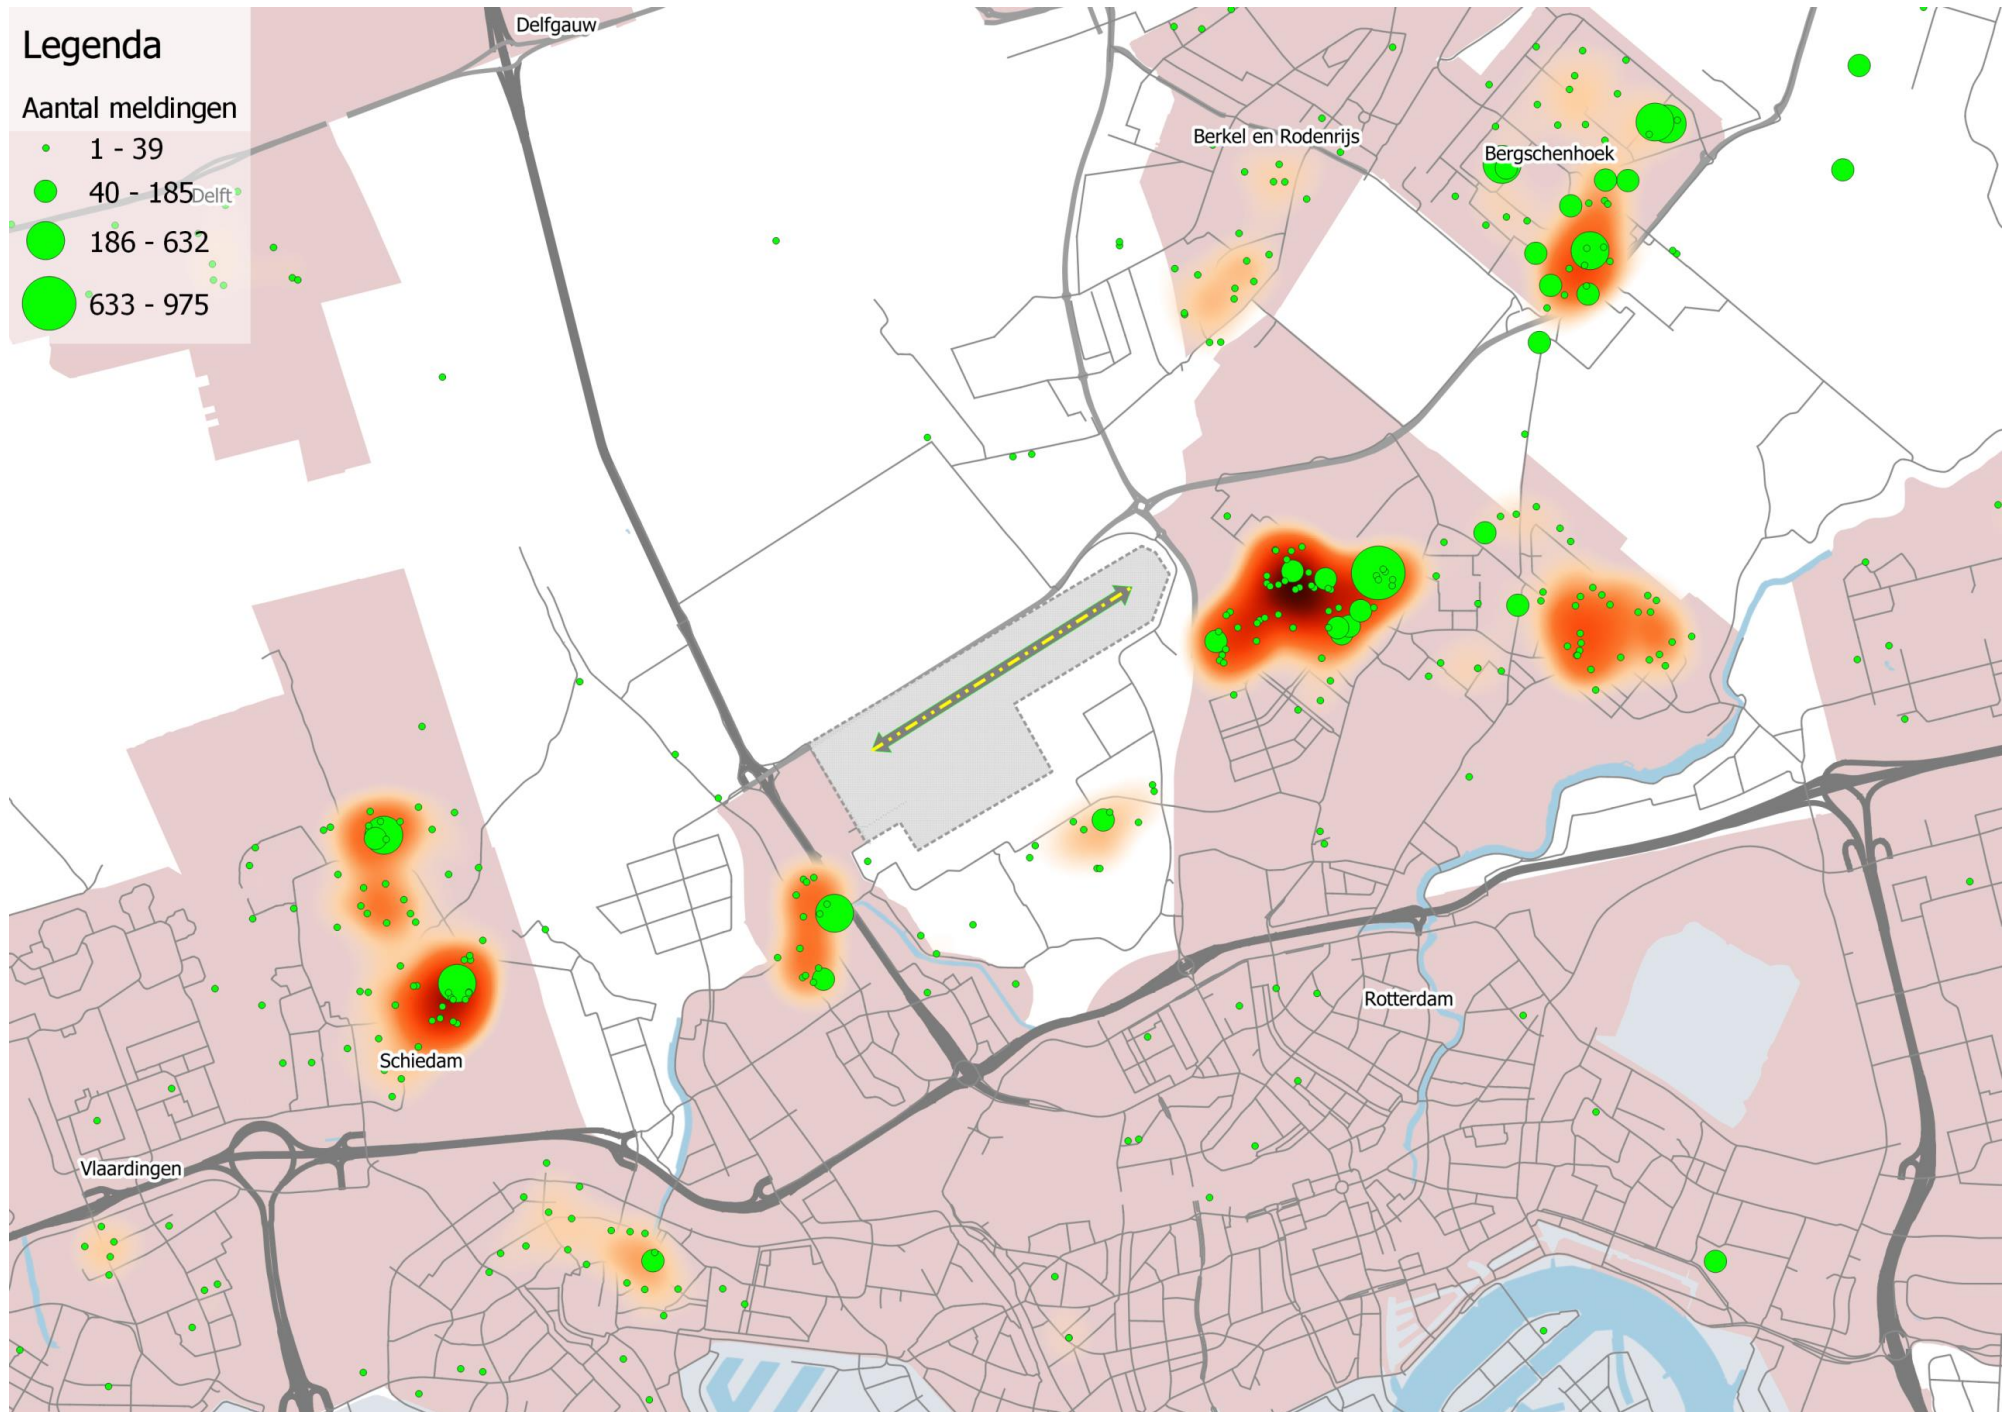 Delfgauw
Legenda
Aantal meldingen
1 - 39
40 - 185
186 - 632
633 - 975
Delft
Berkel en Rodenrijs
Bergschenhoek
Rotterdam
Schiedam
Vlaardingen